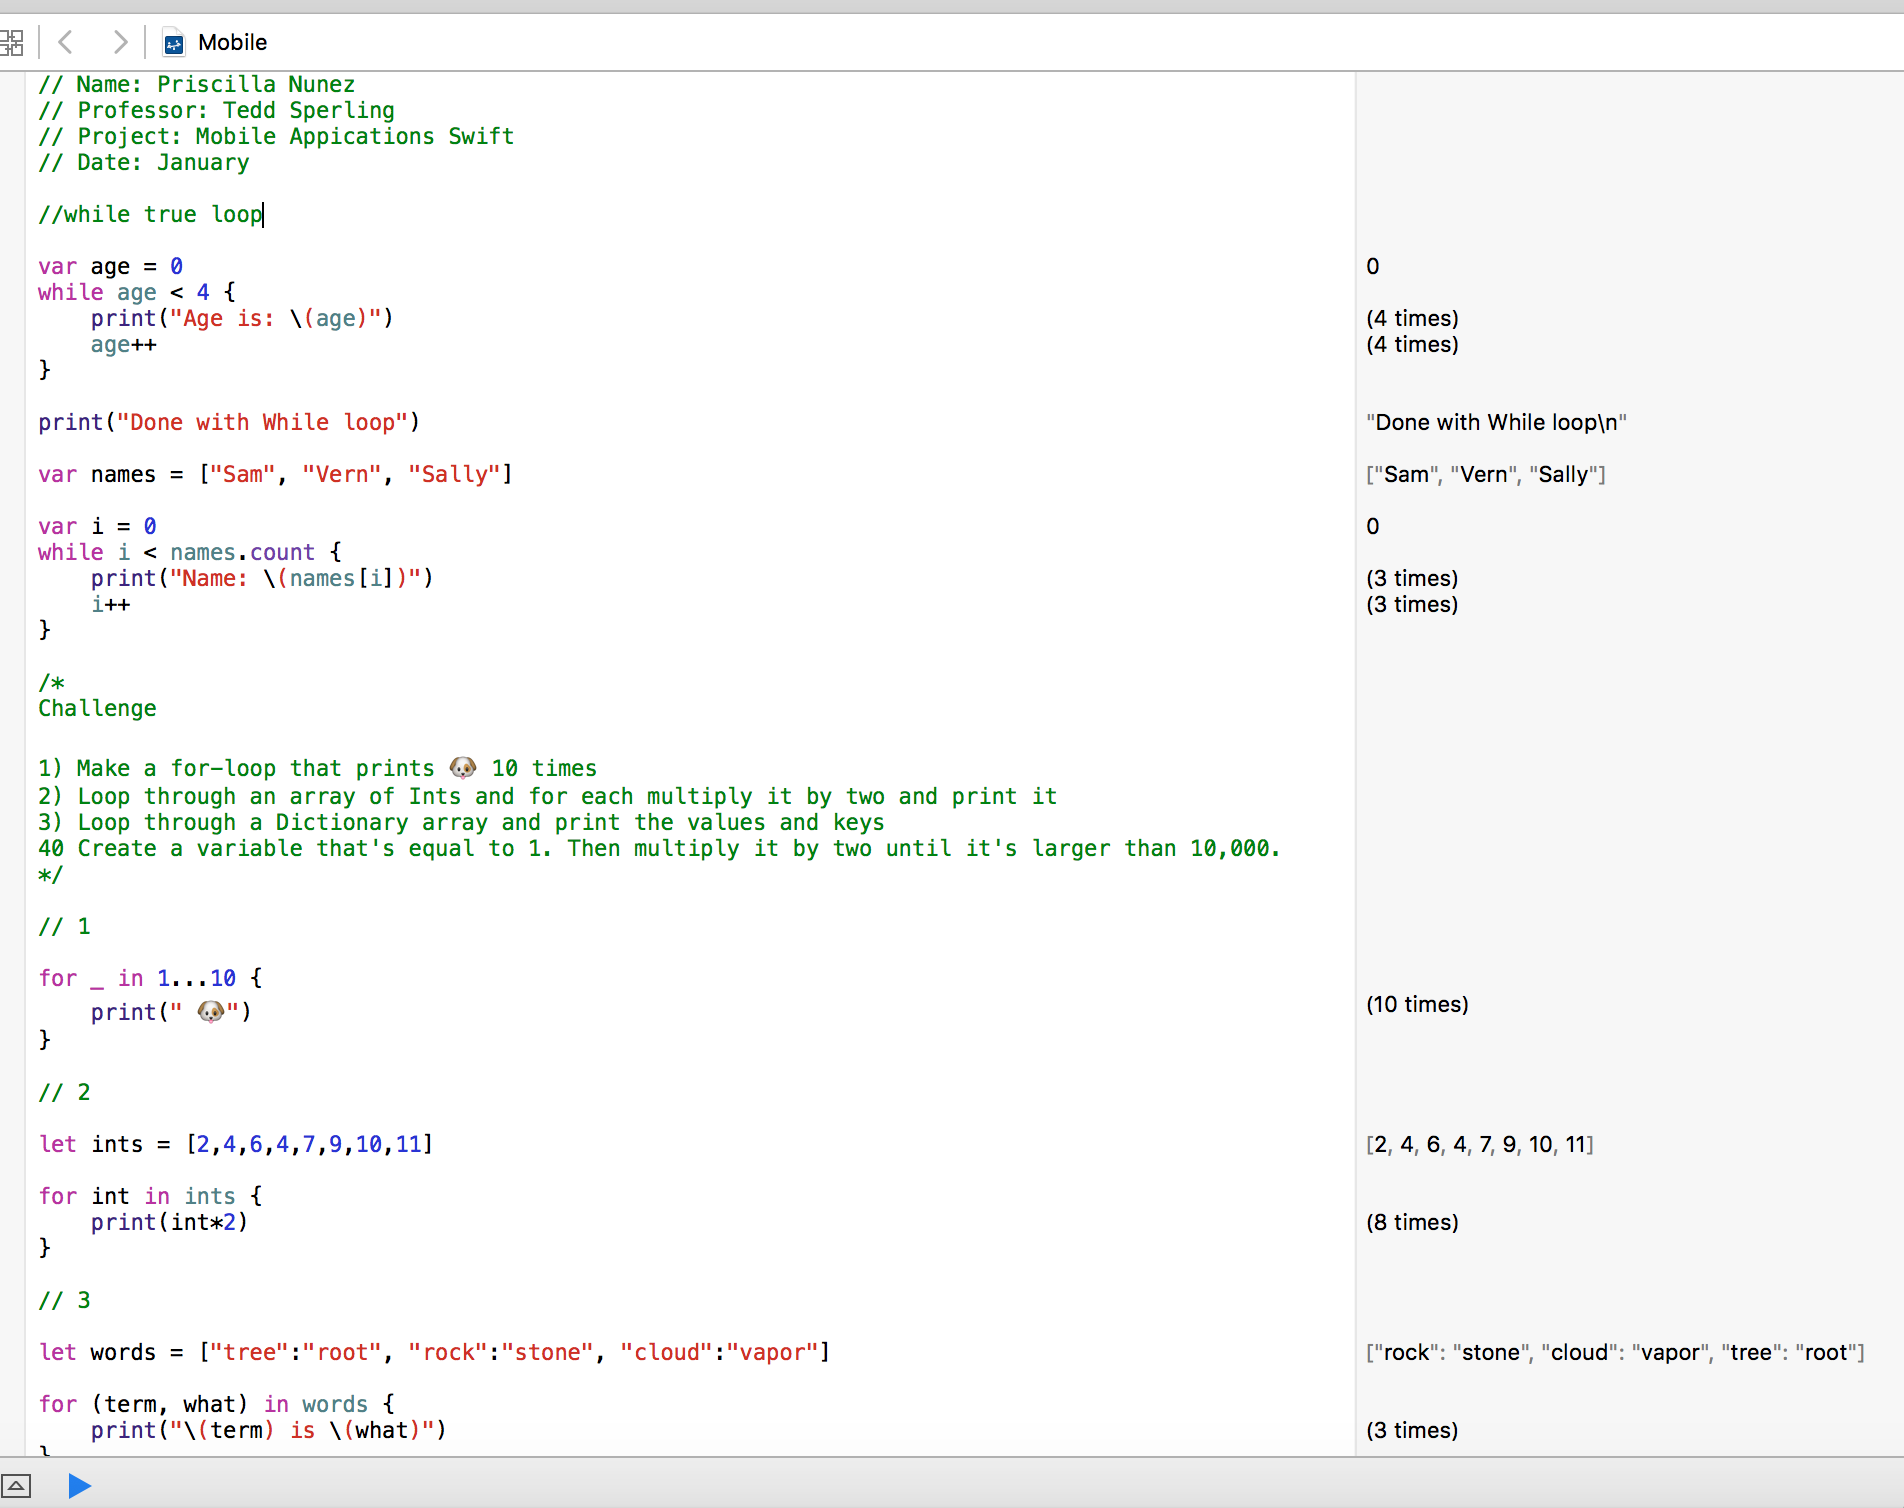 Mobile
// Name: Priscilla Nunez
// Professor: Tedd Sperling
// Project: Mobile Appications Swift
// Date: January
//while true loop
var age = 0 0
while age < 4 {
print("Age is: \(age)") (4 times)
age++ (4 times)
}
print("Done with While loop") "Done with While loop\n"
var names = ["Sam", "Vern", "Sally"] ["Sam", "Vern", "Sally"]
var i = 0 0
while i < names.count {
print("Name: \(names[i])") (3 times)
i++ (3 times)
}
/*
Challenge
1) Make a for-loop that prints 🐶 10 times
2) Loop through an array of Ints and for each multiply it by two and print it
3) Loop through a Dictionary array and print the values and keys
40 Create a variable that's equal to 1. Then multiply it by two until it's larger than 10,000.
*/
// 1
for _ in 1...10 {
print(" 🐶") (10 times)
}
// 2
let ints = [2,4,6,4,7,9,10,11] [2, 4, 6, 4, 7, 9, 10, 11]
for int in ints {
print(int*2) (8 times)
}
// 3
let words = ["tree":"root", "rock":"stone", "cloud":"vapor"] ["rock": "stone", "cloud": "vapor", "tree": "root"]
for (term, what) in words {
print("\(term) is \(what)") (3 times)
}